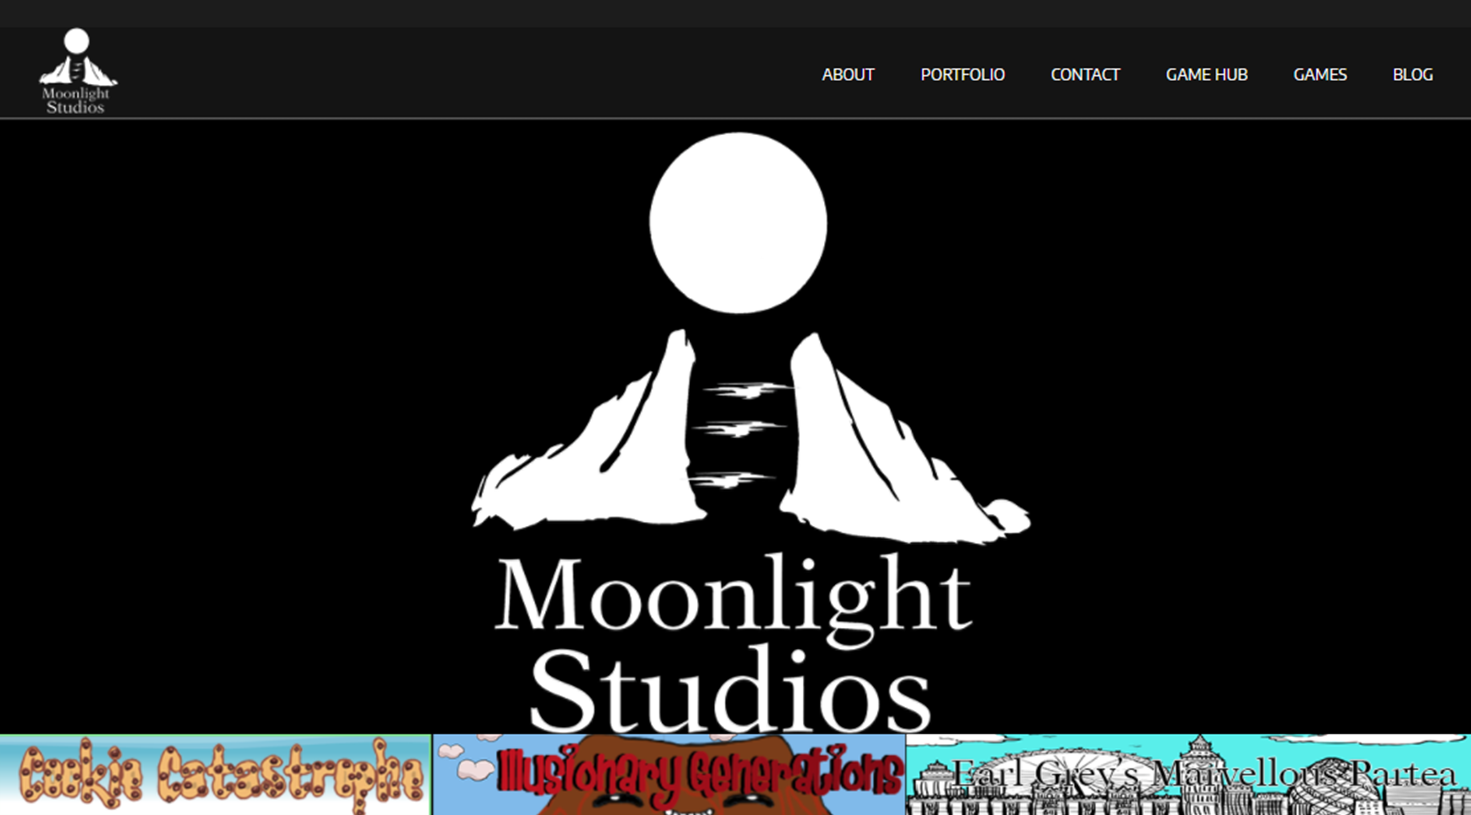 Moonlight
Studios
ABOUT
PORTFOLIO
CONTACT
GAME HUB
GAMES
BLOG
Moonlight
Studios
Cookie Catastrophe
Illusionary Generations
Earl Grey's Marvellous Partea